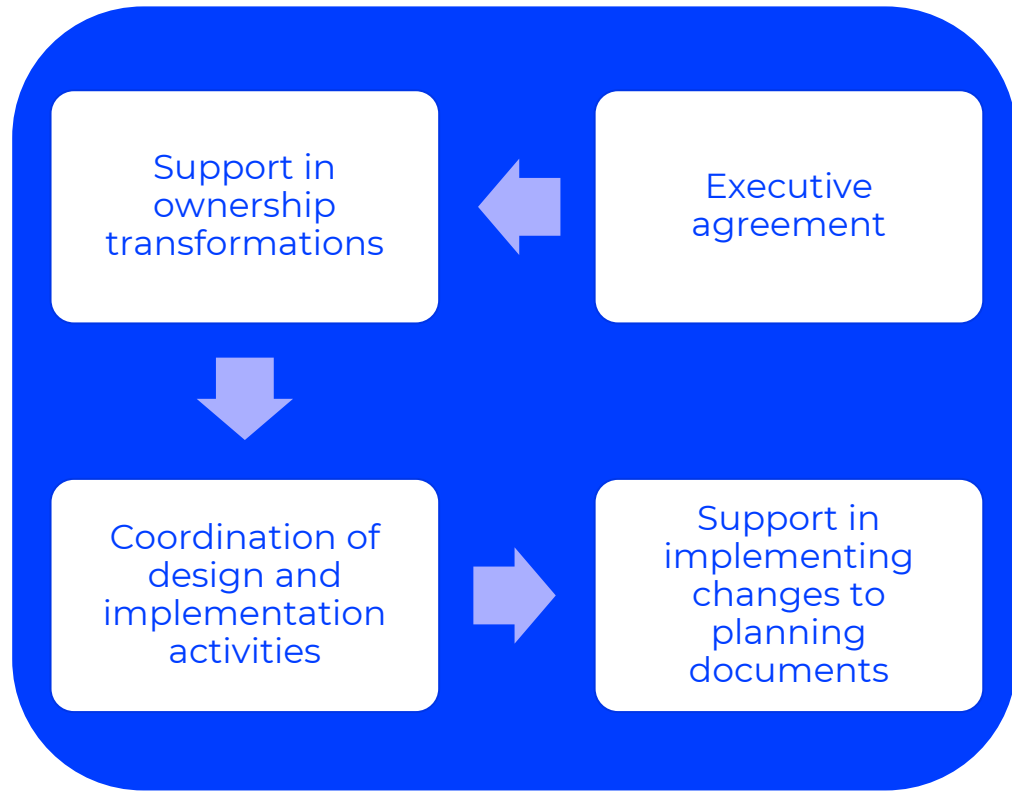 Support in
ownership
transformations
Executive
agreement
Coordination of
design and
implementation
activities
Support in
implementing
changes to
planning
documents